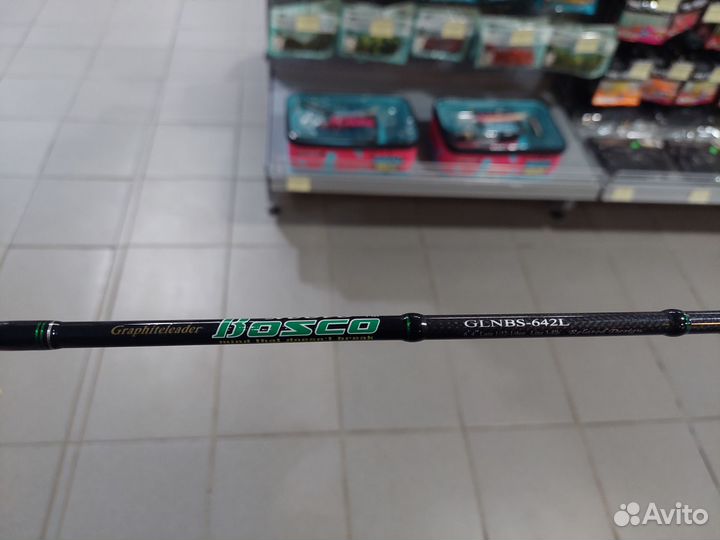 Graphiteleader
Bosco
mind that doesn't break
GLNBS-642L
Avito